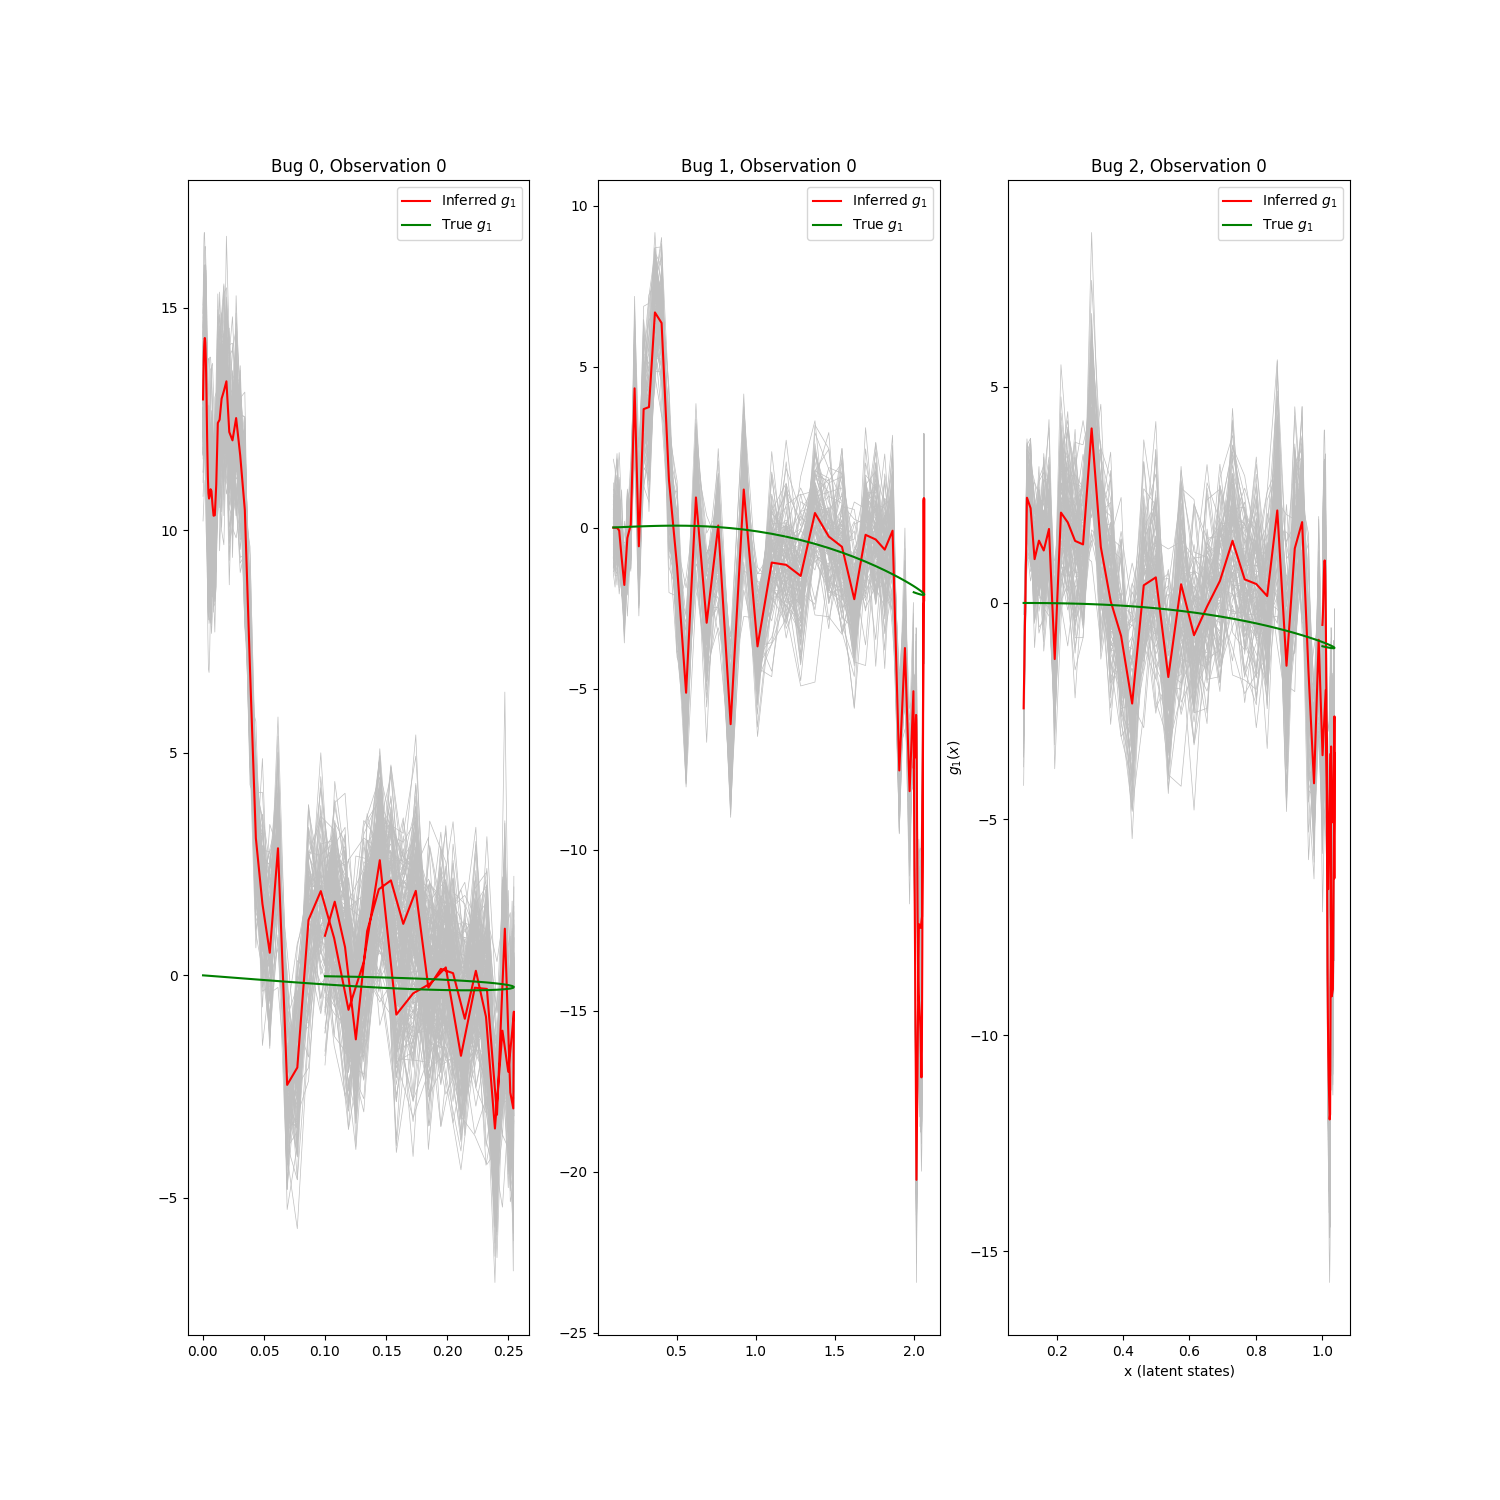 Bug 0, Observation 0
Inferred g₁
True g₁
15
10
5
0
−5
0.00 0.05 0.10 0.15 0.20 0.25
Bug 1, Observation 0
Inferred g₁
True g₁
10
5
0
−5
−10
−15
−20
−25
0.5 1.0 1.5 2.0
Bug 2, Observation 0
Inferred g₁
True g₁
g₁(x)
5
0
−5
−10
−15
0.2 0.4 0.6 0.8 1.0
x (latent states)